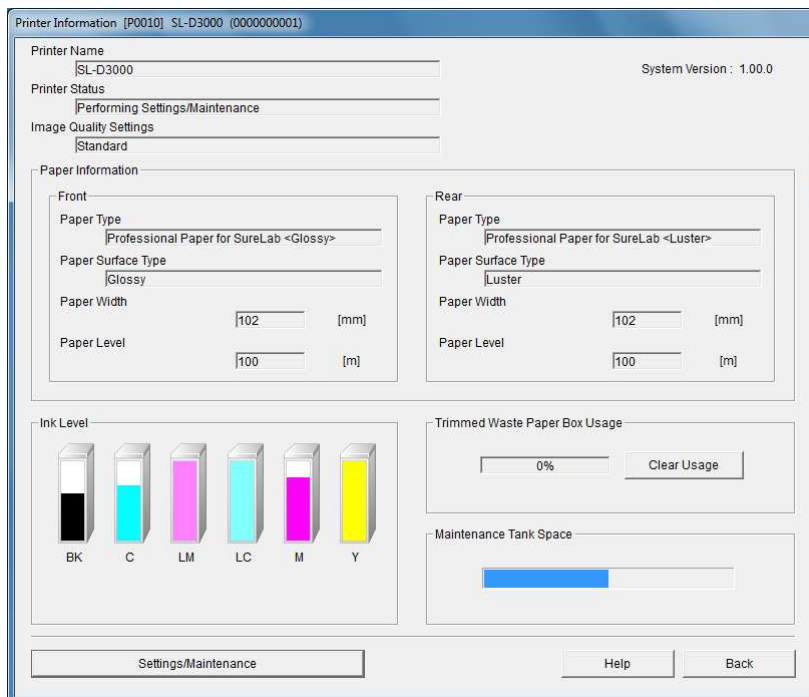 Printer Information [P0010] SL-D3000 (0000000001)
Printer Name
SL-D3000
System Version : 1.00.0
Printer Status
Performing Settings/Maintenance
Image Quality Settings
Standard
Paper Information
Front
Paper Type
Professional Paper for SureLab <Glossy>
Paper Surface Type
Glossy
Paper Width
102 [mm]
Paper Level
100 [m]
Rear
Paper Type
Professional Paper for SureLab <Luster>
Paper Surface Type
Luster
Paper Width
102 [mm]
Paper Level
100 [m]
Ink Level
BK C LM LC M Y
Trimmed Waste Paper Box Usage
0% Clear Usage
Maintenance Tank Space
Settings/Maintenance Help Back